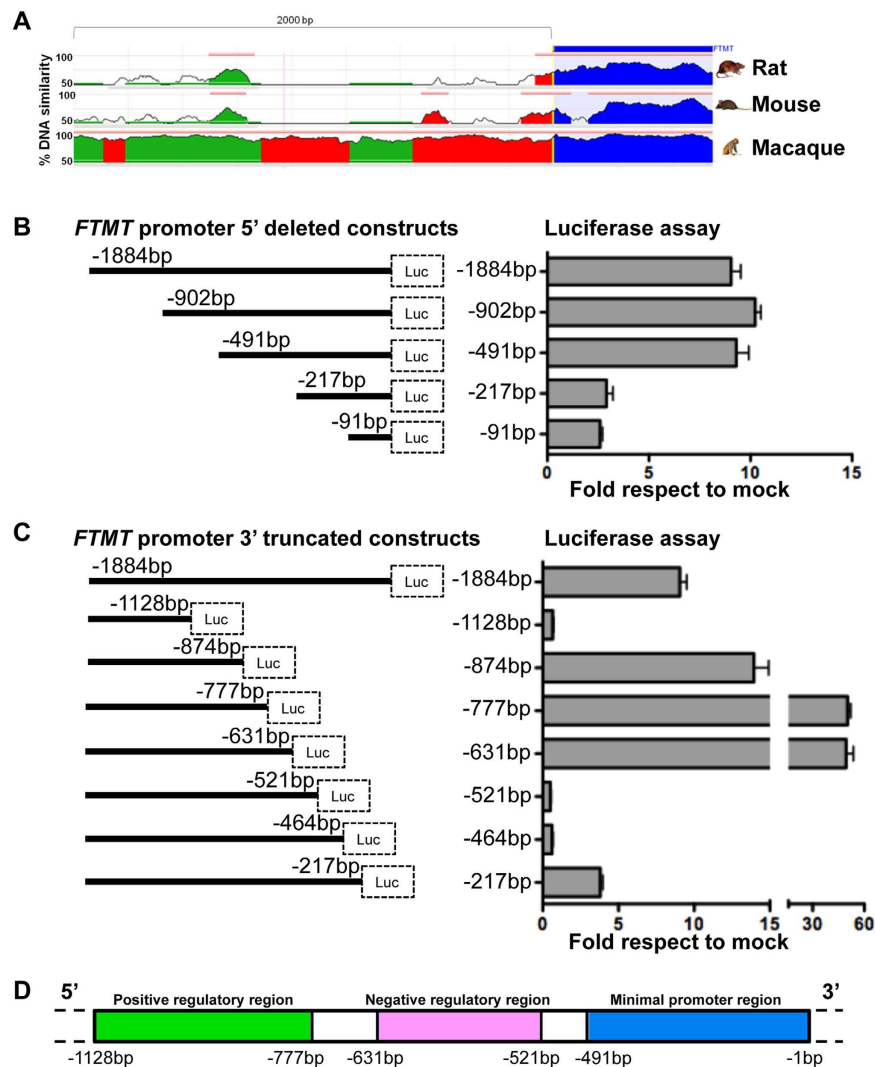 A
2000 bp
FTMT
100
50
Rat
100
50
Mouse
100
50
Macaque
% DNA similarity
B
FTMT promoter 5’ deleted constructs
Luciferase assay
-1884bp
Luc
-902bp
Luc
-491bp
Luc
-217bp
Luc
-91bp
Luc
-1884bp
-902bp
-491bp
-217bp
-91bp
0 5 10 15
Fold respect to mock
C
FTMT promoter 3’ truncated constructs
Luciferase assay
-1884bp
Luc
-1128bp
Luc
-874bp
Luc
-777bp
Luc
-631bp
Luc
-521bp
Luc
-464bp
Luc
-217bp
Luc
-1884bp
-1128bp
-874bp
-777bp
-631bp
-521bp
-464bp
-217bp
0 5 10 15 30 60
Fold respect to mock
D
5’ 3’
Positive regulatory region Negative regulatory region Minimal promoter region
-1128bp -777bp -631bp -521bp -491bp -1bp